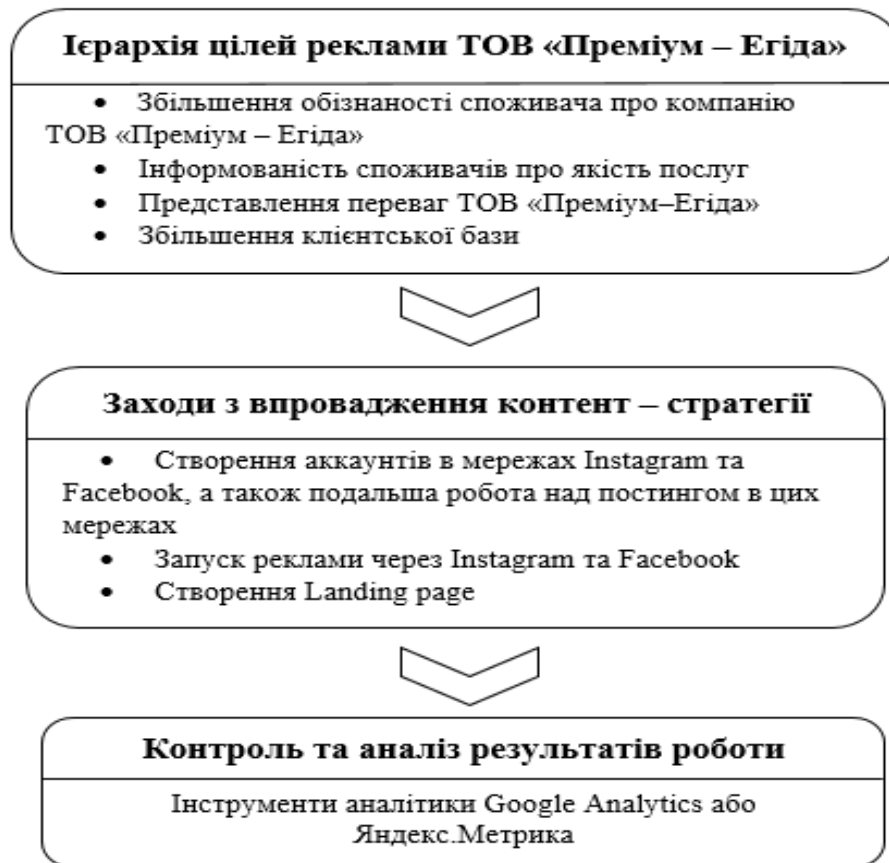 Ієрархія цілей реклами ТОВ «Преміум – Егіда»
• Збільшення обізнаності споживача про компанію
ТОВ «Преміум – Егіда»
• Інформованість споживачів про якість послуг
• Представлення переваг ТОВ «Преміум–Егіда»
• Збільшення клієнтської бази
Заходи з впровадження контент – стратегії
• Створення аккаунтів в мережах Instagram та
Facebook, а також подальша робота над постингом в цих
мережах
• Запуск реклами через Instagram та Facebook
• Створення Landing page
Контроль та аналіз результатів роботи
Інструменти аналітики Google Analytics або
Яндекс.Метрика